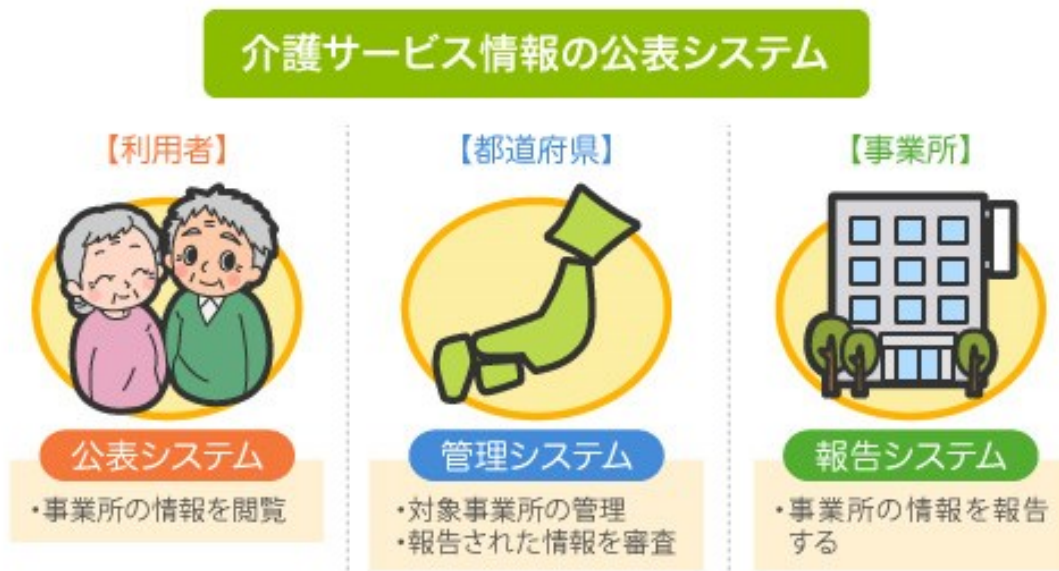 介護サービス情報の公表システム
【利用者】
公表システム
・事業所の情報を閲覧
【都道府県】
管理システム
・対象事業所の管理
・報告された情報を審査
【事業所】
報告システム
・事業所の情報を報告
する